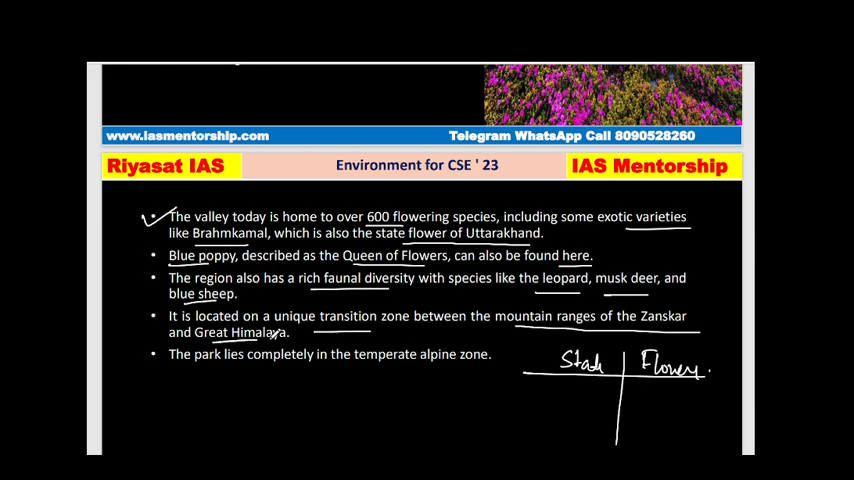 www.iasmentorship.com Telegram WhatsApp Call 8090528260
Riyasat IAS Environment for CSE ' 23 IAS Mentorship
• The valley today is home to over 600 flowering species, including some exotic varieties
like Brahmkamal, which is also the state flower of Uttarakhand.
• Blue poppy, described as the Queen of Flowers, can also be found here.
• The region also has a rich faunal diversity with species like the leopard, musk deer, and
blue sheep.
• It is located on a unique transition zone between the mountain ranges of the Zanskar
and Great Himalaya.
• The park lies completely in the temperate alpine zone.
State Flower.